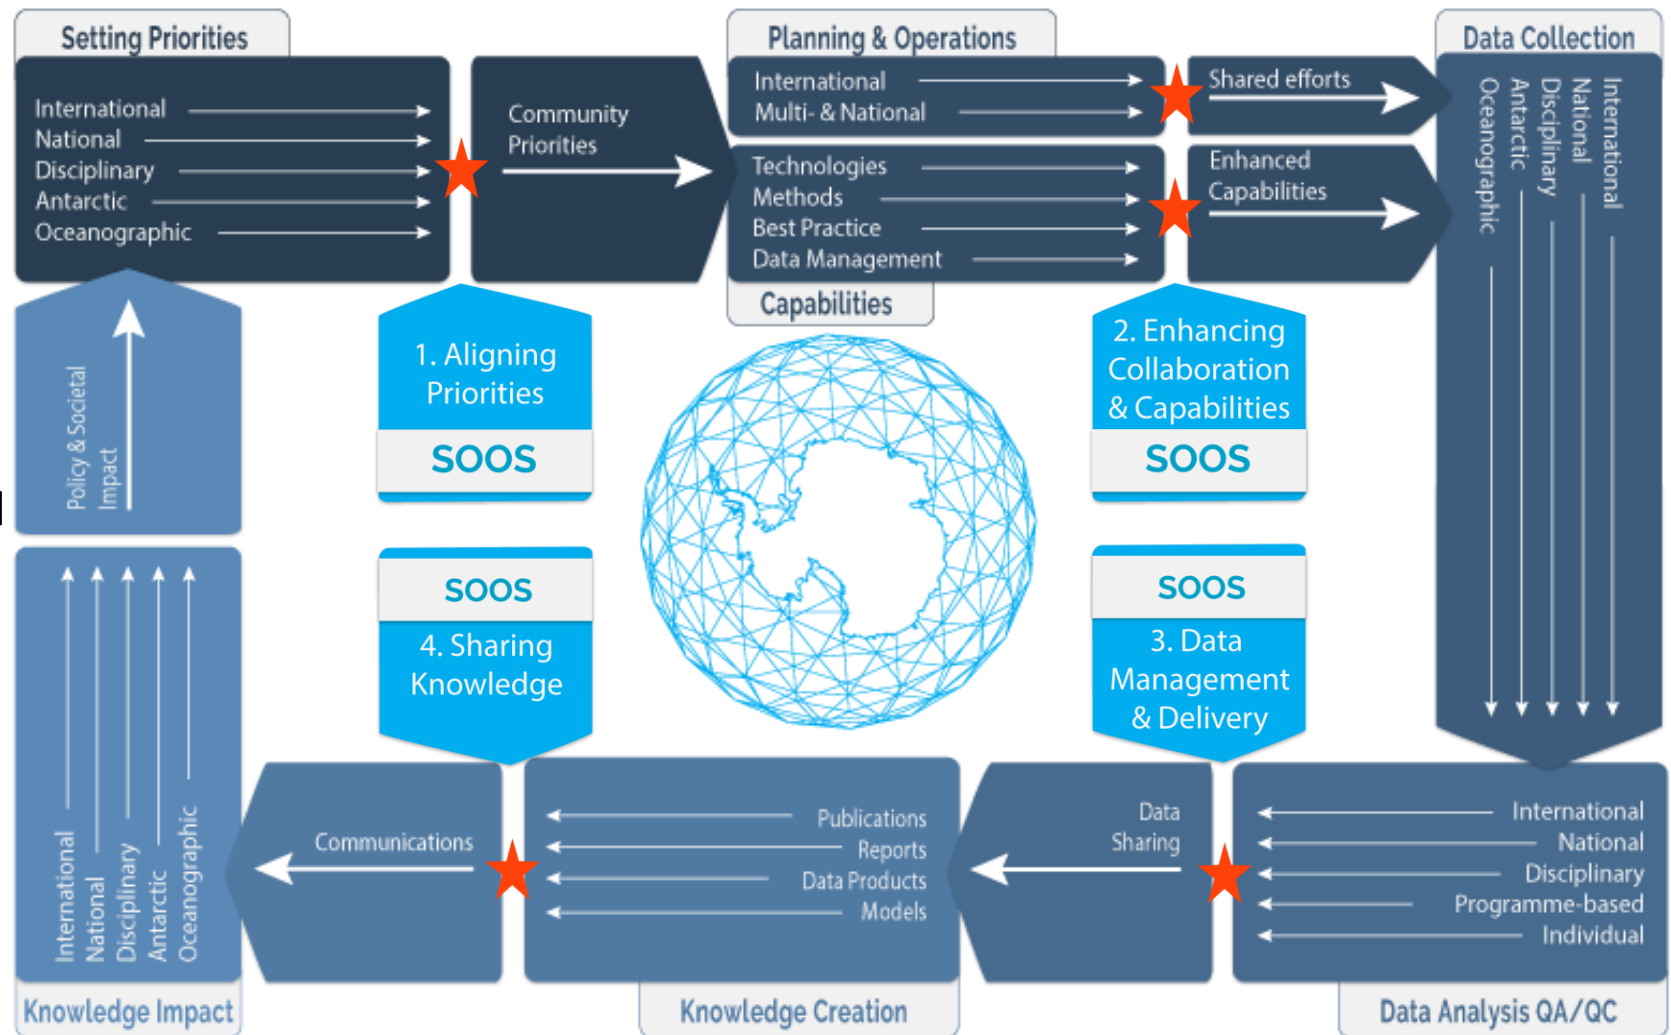 Setting Priorities
International
National
Disciplinary
Antarctic
Oceanographic
Community
Priorities
Planning & Operations
International
Multi- & National
Technologies
Methods
Best Practice
Data Management
Capabilities
Shared efforts
Enhanced
Capabilities
Data Collection
International
National
Disciplinary
Antarctic
Oceanographic
1. Aligning
Priorities
SOOS
2. Enhancing
Collaboration
& Capabilities
SOOS
SOOS
3. Data
Management
& Delivery
SOOS
4. Sharing
Knowledge
International
National
Disciplinary
Programme-based
Individual
Data Analysis QA/QC
Data
Sharing
Publications
Reports
Data Products
Models
Knowledge Creation
Communications
International
National
Disciplinary
Antarctic
Oceanographic
Knowledge Impact
Policy & Societal
Impact